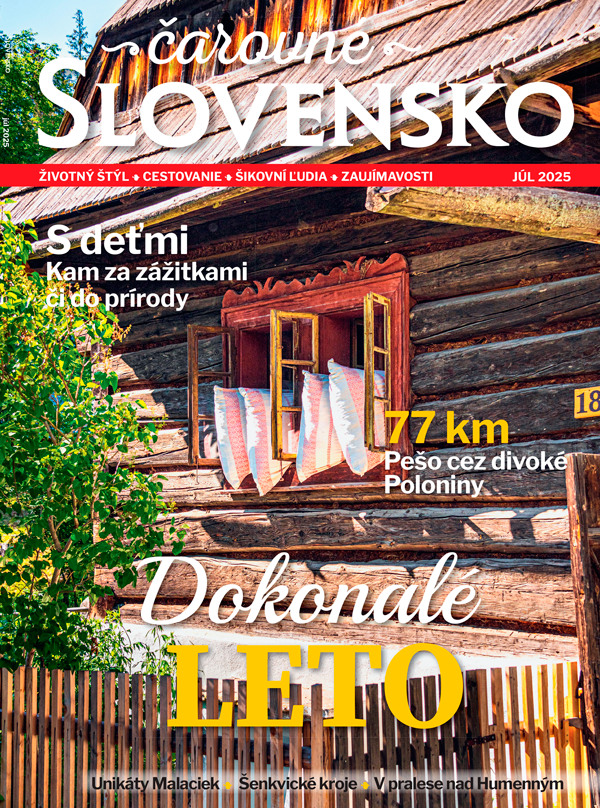 čarovné
SLOVENSKO
ŽIVOTNÝ ŠTÝL ✦ CESTOVANIE ✦ ŠIKOVNÍ ĽUDIA ✦ ZAUJÍMAVOSTI
JÚL 2025
júl 2025
S deťmi
Kam za zážitkami
či do prírody
18
77 km
Pešo cez divoké
Poloniny
Dokonalé
LETO
Unikáty Malaciek ♦ Šenkvické kroje ♦ V pralese nad Humenným